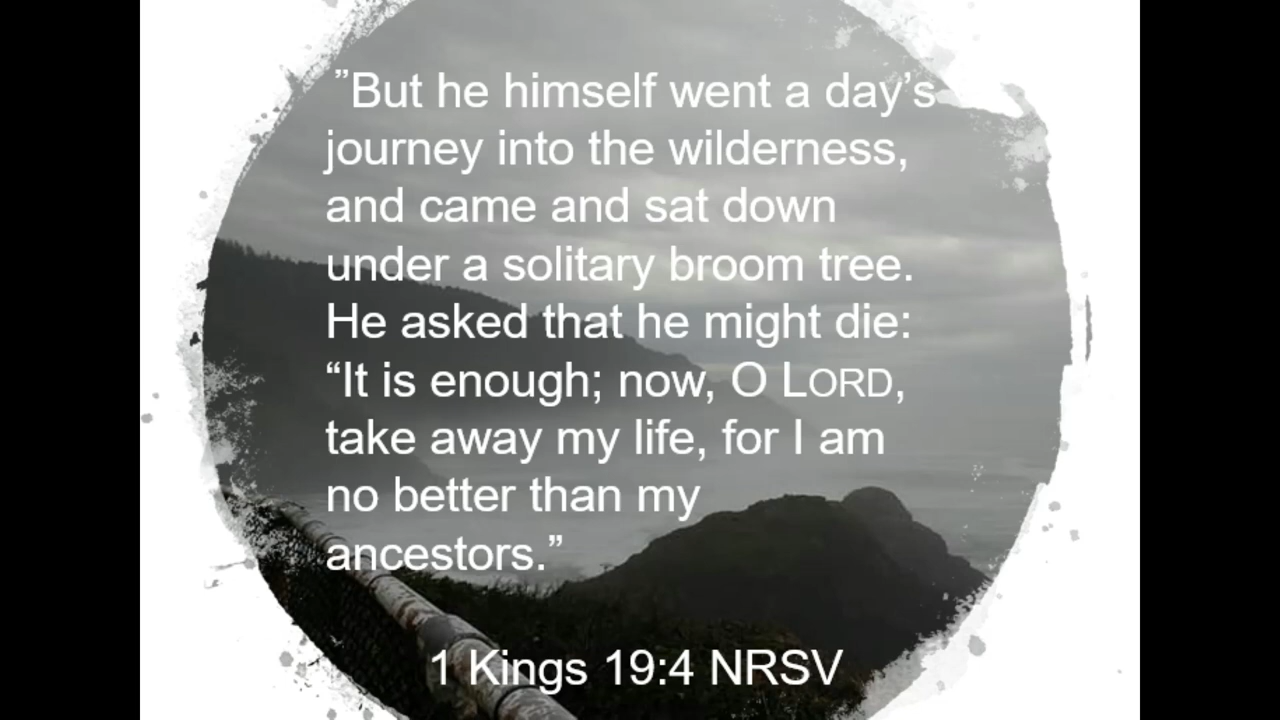 ”But he himself went a day’s
journey into the wilderness,
and came and sat down
under a solitary broom tree.
He asked that he might die:
“It is enough; now, O LORD,
take away my life, for I am
no better than my
ancestors.”
1 Kings 19:4 NRSV